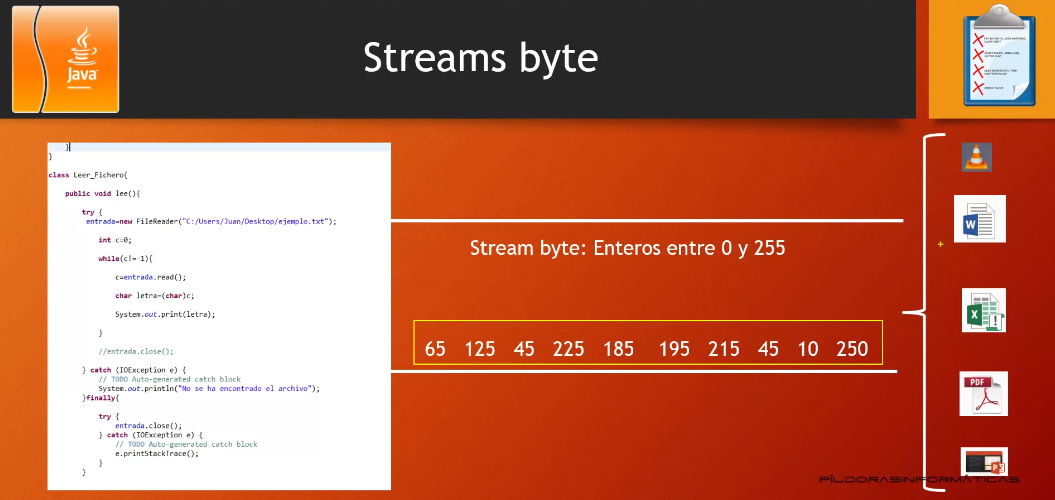 Java
Streams byte
}
}
class Leer_Fichero{
public void lee(){
try {
entrada=new FileReader("C:/Users/Juan/Desktop/ejemplo.txt");
int c=0;
while(c!=-1){
c=entrada.read();
char letra=(char)c;
System.out.print(letra);
}
//entrada.close();
} catch (IOException e) {
// TODO Auto-generated catch block
System.out.println("No se ha encontrado el archivo");
}finally{
try {
entrada.close();
} catch (IOException e) {
// TODO Auto-generated catch block
e.printStackTrace();
}
}
Stream byte: Enteros entre 0 y 255
65 125 45 225 185 195 215 45 10 250
W
X
PDF
P
PÍLDORASINFORMÁTICAS